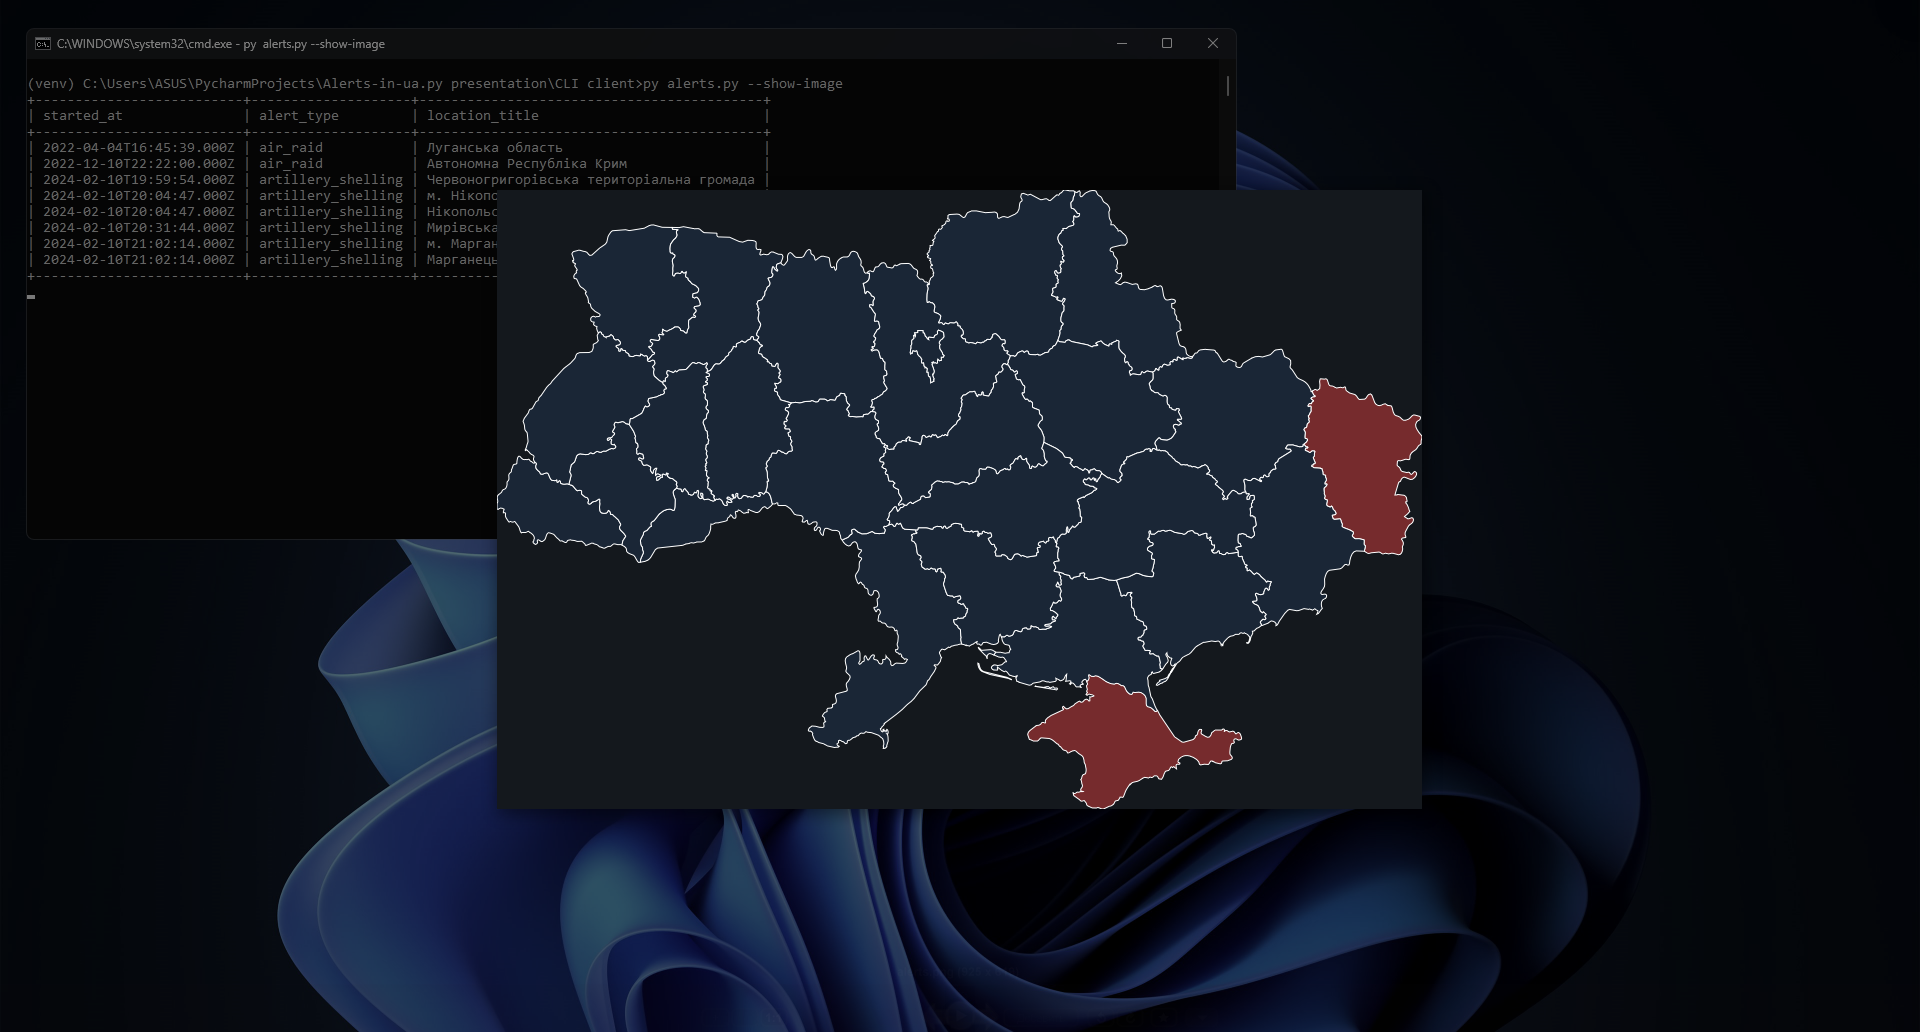 C:\WINDOWS\system32\cmd.exe - py alerts.py --show-image
(venv) C:\Users\ASUS\PycharmProjects\Alerts-in-ua.py presentation\CLI client>py alerts.py --show-image
+--------------------------+--------------------+------------------------------------------+
| started_at | alert_type | location_title |
+--------------------------+--------------------+------------------------------------------+
| 2022-04-04T16:45:39.000Z | air_raid | Луганська область |
| 2022-12-10T22:22:00.000Z | air_raid | Автономна Республіка Крим |
| 2024-02-10T19:59:54.000Z | artillery_shelling | Червоногригорівська територіальна громада |
| 2024-02-10T20:04:47.000Z | artillery_shelling | м. Нікопо
| 2024-02-10T20:04:47.000Z | artillery_shelling | Нікопольс
| 2024-02-10T20:31:44.000Z | artillery_shelling | Мирівська
| 2024-02-10T21:02:14.000Z | artillery_shelling | м. Марган
| 2024-02-10T21:02:14.000Z | artillery_shelling | Марганець
+--------------------------+--------------------+----------